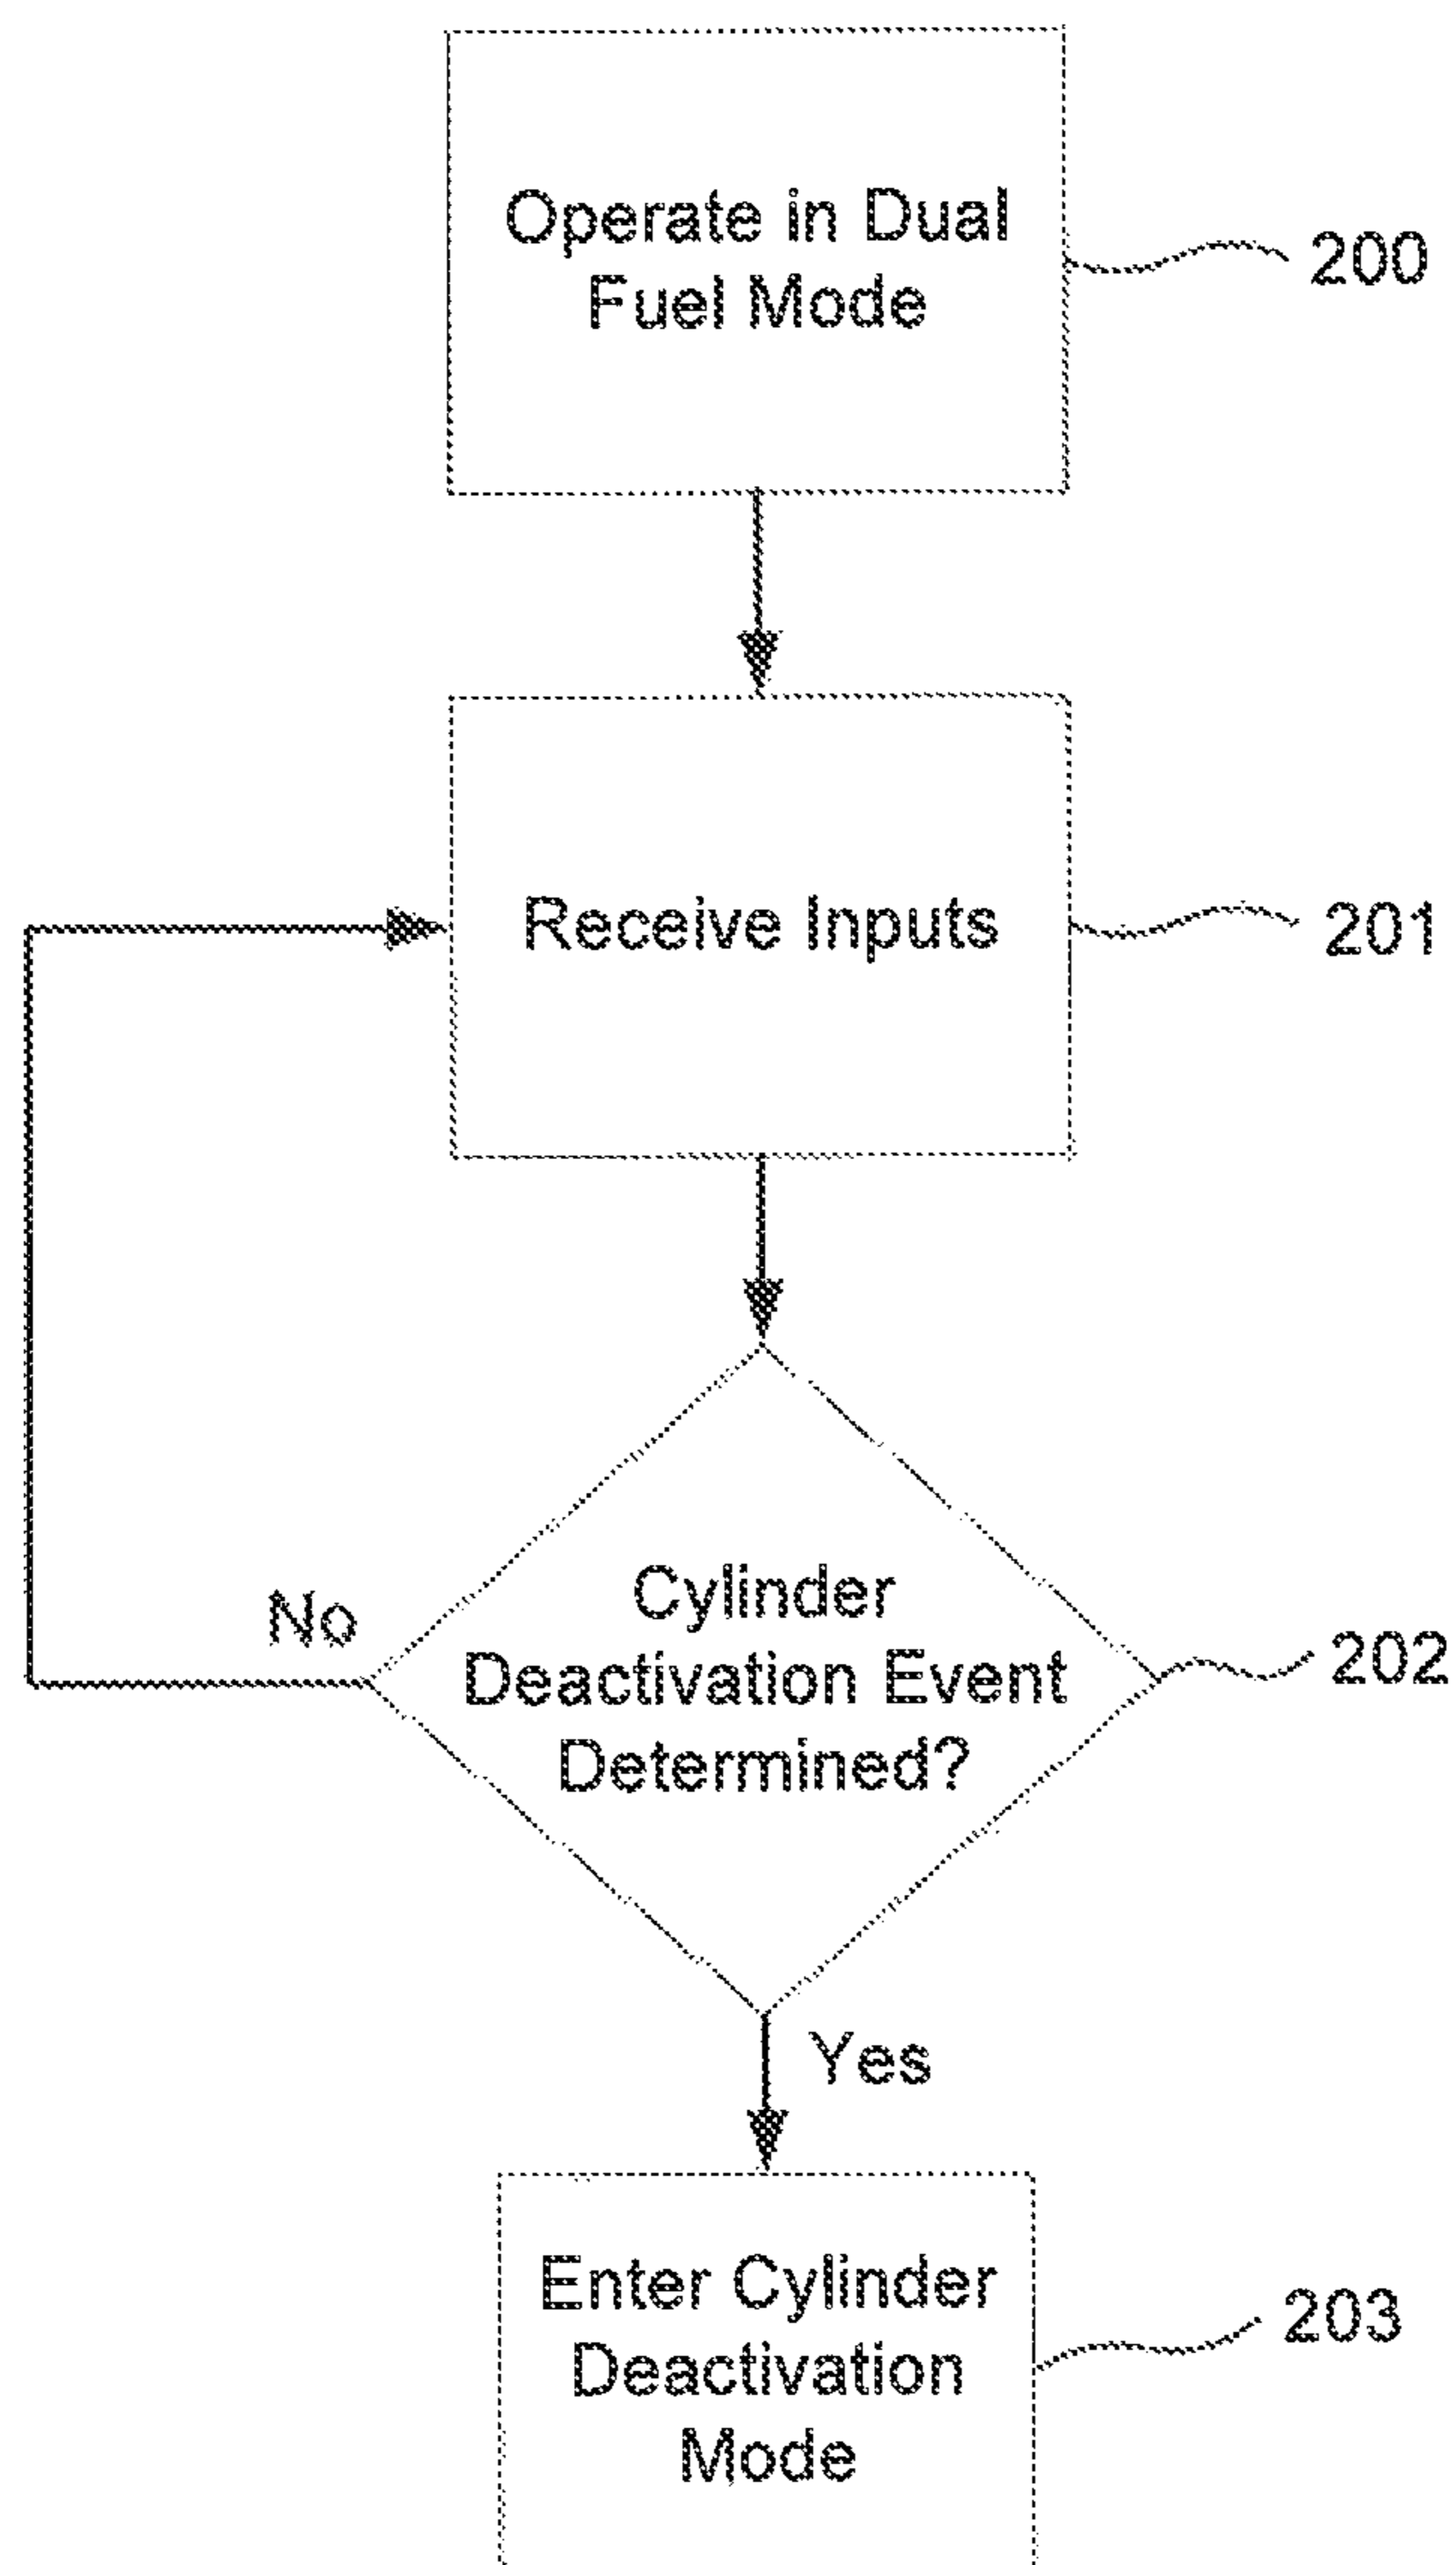 Operate in Dual
Fuel Mode
200
Receive Inputs
201
No
Cylinder
Deactivation Event
Determined?
202
Yes
Enter Cylinder
Deactivation
Mode
203